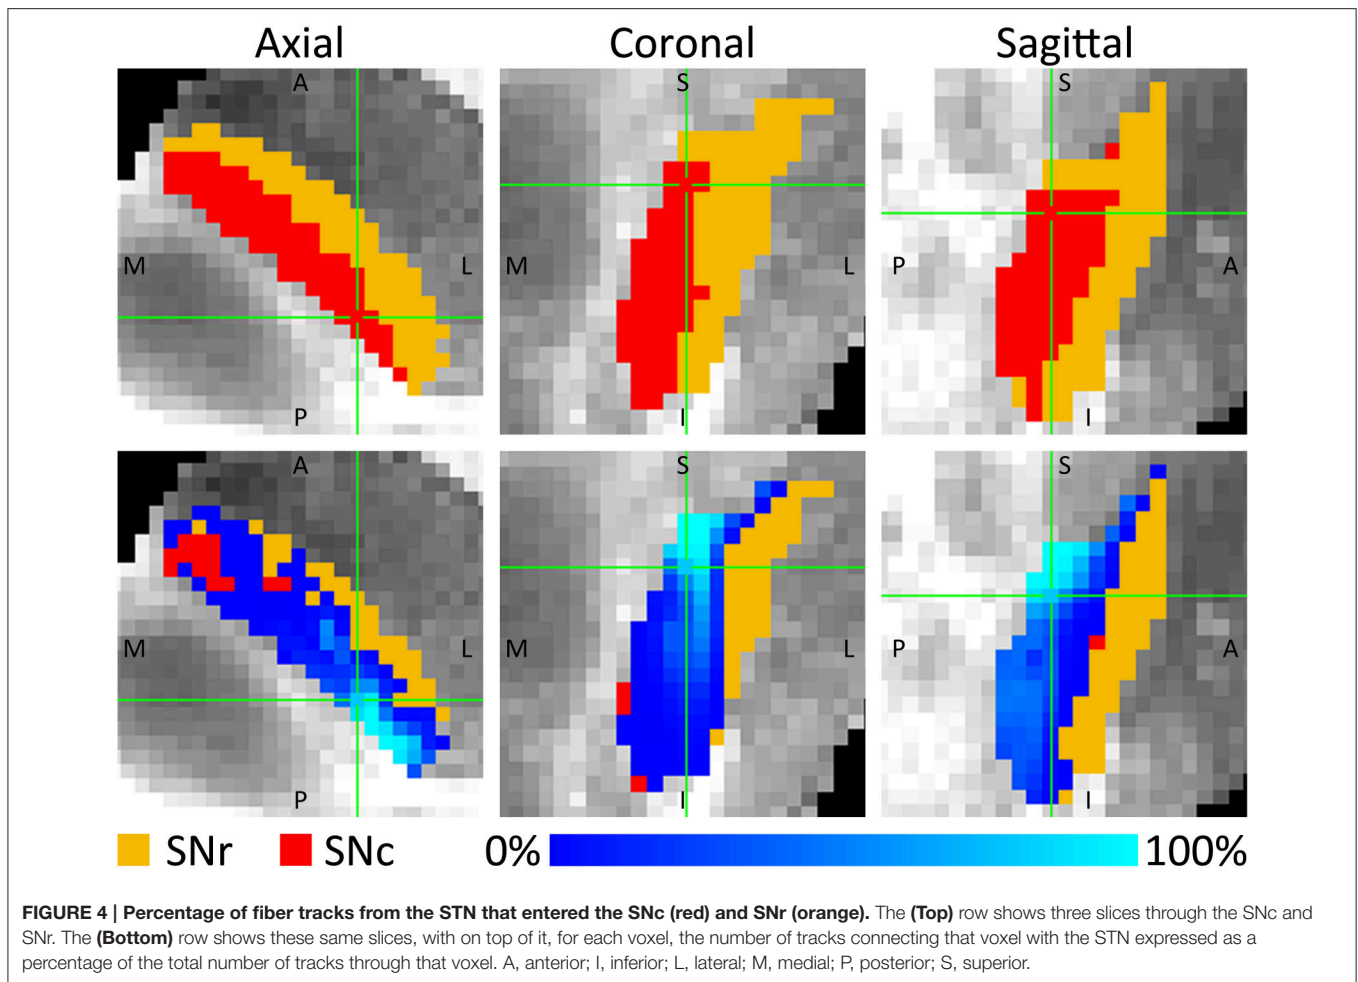 Axial Coronal Sagittal
A S S
M L M L P A
P I I
A S S
M L M L P A
P I I
SNr SNc 0% 100%
FIGURE 4 | Percentage of fiber tracks from the STN that entered the SNc (red) and SNr (orange). The (Top) row shows three slices through the SNc and
SNr. The (Bottom) row shows these same slices, with on top of it, for each voxel, the number of tracks connecting that voxel with the STN expressed as a
percentage of the total number of tracks through that voxel. A, anterior; I, inferior; L, lateral; M, medial; P, posterior; S, superior.